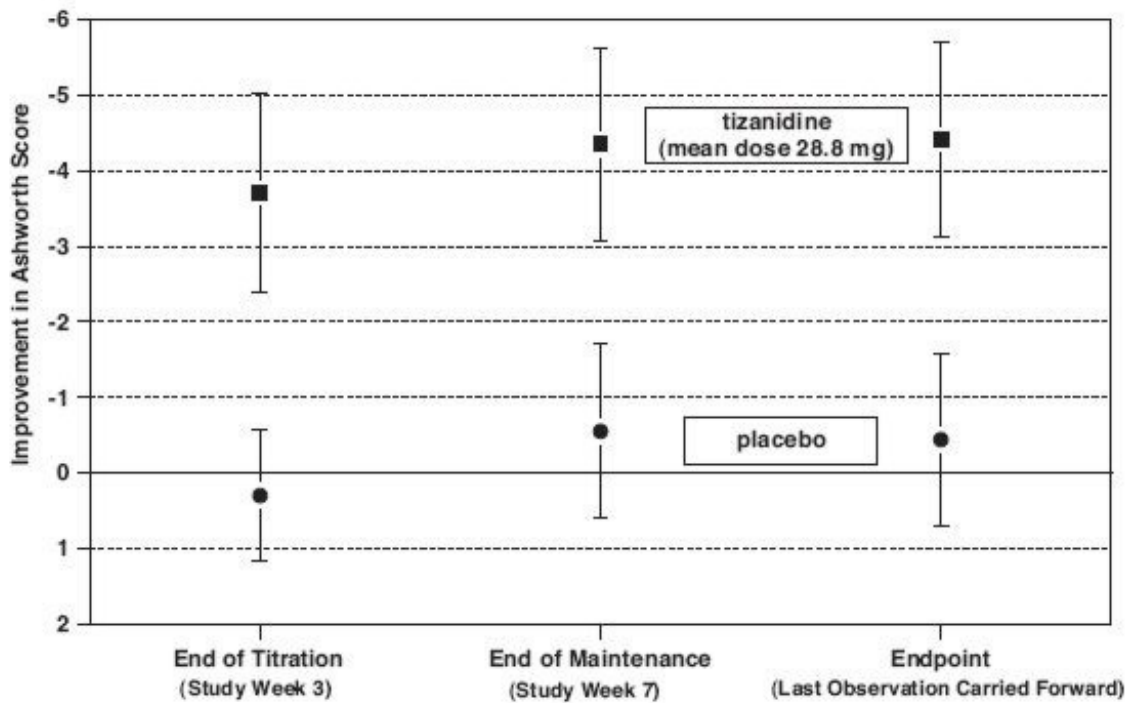 Improvement in Ashworth Score
-6
-5
-4
-3
-2
-1
0
1
2
tizanidine
(mean dose 28.8 mg)
placebo
End of Titration
(Study Week 3)
End of Maintenance
(Study Week 7)
Endpoint
(Last Observation Carried Forward)